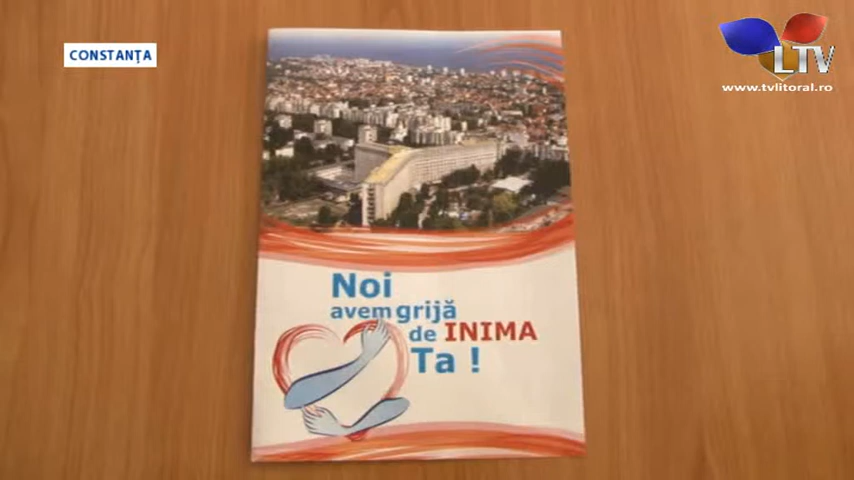 CONSTANȚA
LTV
www.tvlitoral.ro
Noi
avem grijă
de INIMA
Ta !